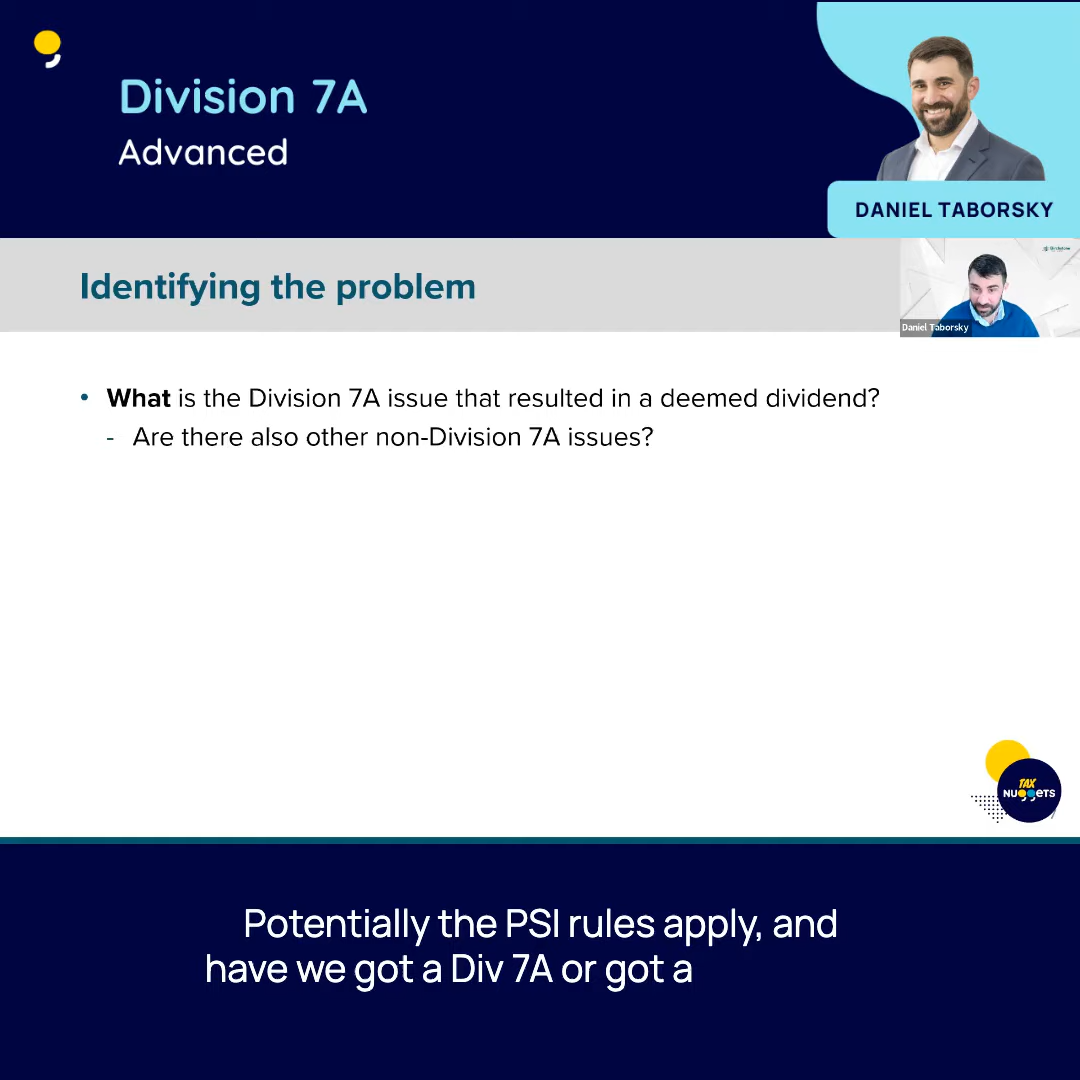 Division 7A
Advanced
DANIEL TABORSKY
Identifying the problem
Daniel Taborsky
• What is the Division 7A issue that resulted in a deemed dividend?
- Are there also other non-Division 7A issues?
TAX
NUGGETS
Potentially the PSI rules apply, and
have we got a Div 7A or got a